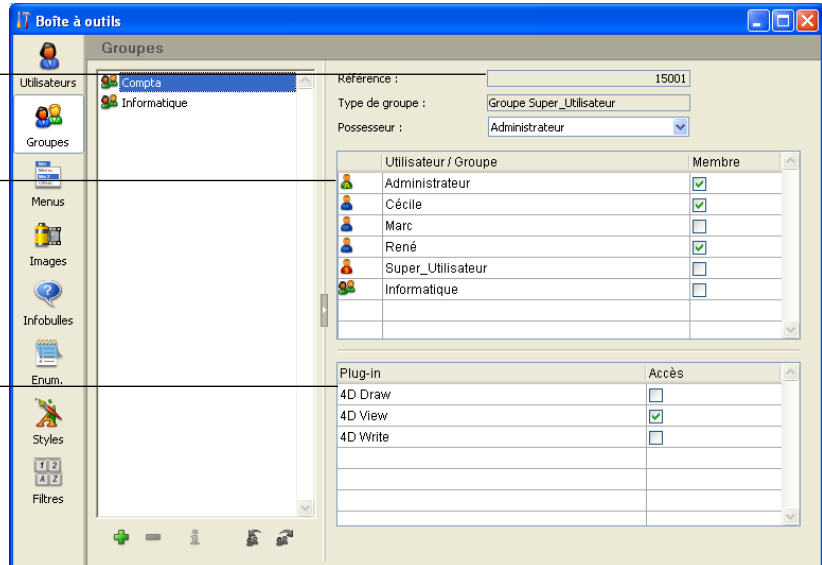 Boîte à outils
Groupes
Utilisateurs
Groupes
Menus
Images
Infobulles
Enum.
Styles
Filtres
Compta
Informatique
Référence : 15001
Type de groupe : Groupe Super_Utilisateur
Possesseur : Administrateur
Utilisateur / Groupe Membre
Administrateur
Cécile
Marc
René
Super_Utilisateur
Informatique
Plug-in Accès
4D Draw
4D View
4D Write